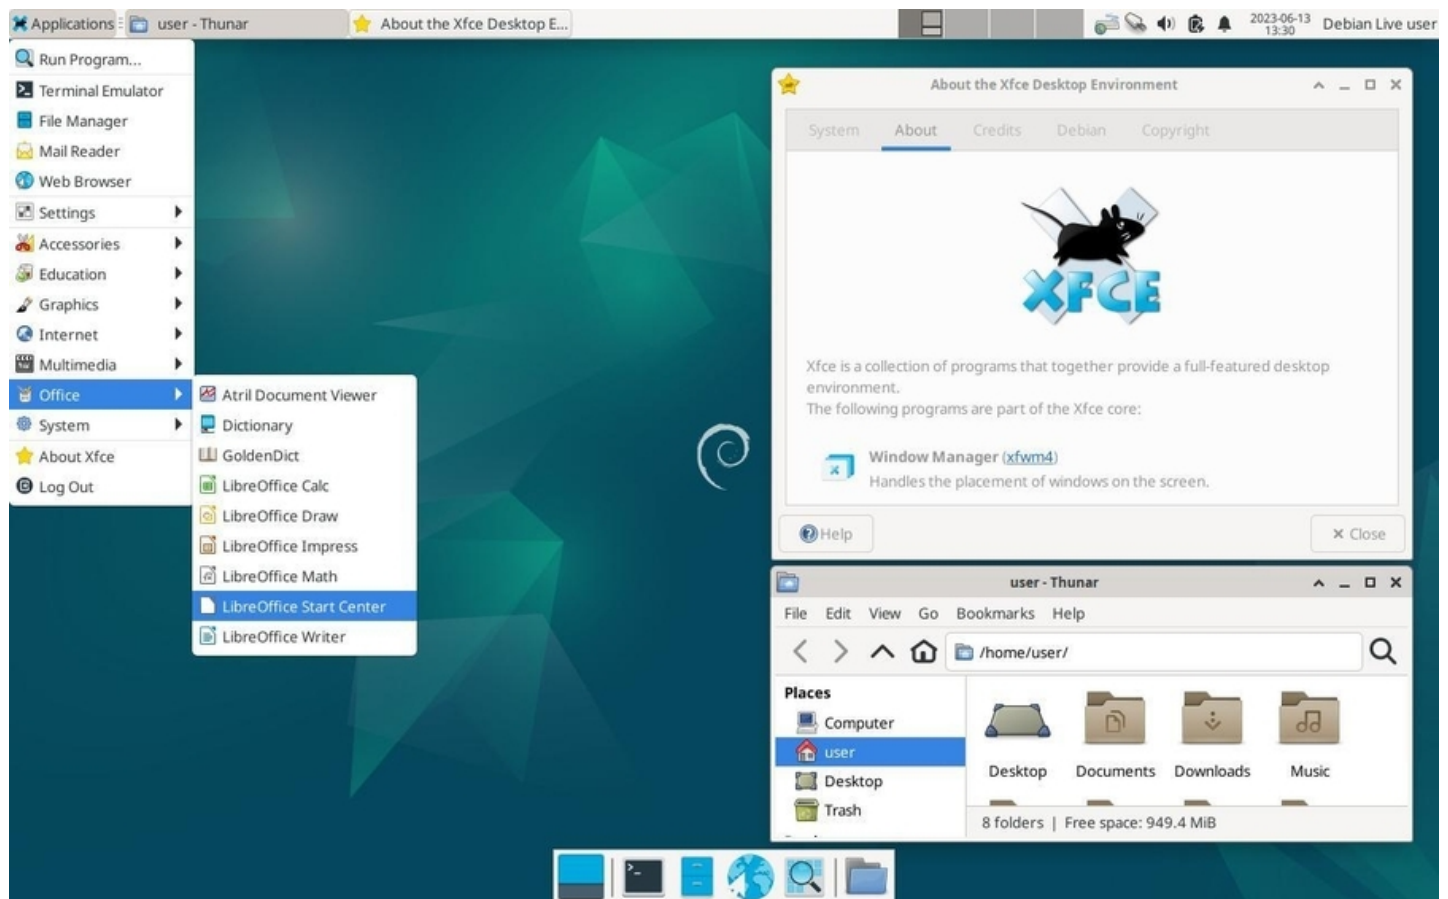 Applications
user - Thunar
About the Xfce Desktop E...
2023-06-13
13:30
Debian Live user
Run Program...
Terminal Emulator
File Manager
Mail Reader
Web Browser
Settings
Accessories
Education
Graphics
Internet
Multimedia
Office
System
About Xfce
Log Out
Atril Document Viewer
Dictionary
GoldenDict
LibreOffice Calc
LibreOffice Draw
LibreOffice Impress
LibreOffice Math
LibreOffice Start Center
LibreOffice Writer
About the Xfce Desktop Environment
System About Credits Debian Copyright
XFCE
Xfce is a collection of programs that together provide a full-featured desktop
environment.
The following programs are part of the Xfce core:
Window Manager (xfwm4)
Handles the placement of windows on the screen.
Help
Close
user - Thunar
File Edit View Go Bookmarks Help
/home/user/
Places
Computer
user
Desktop
Trash
Desktop Documents Downloads Music
8 folders | Free space: 949.4 MiB